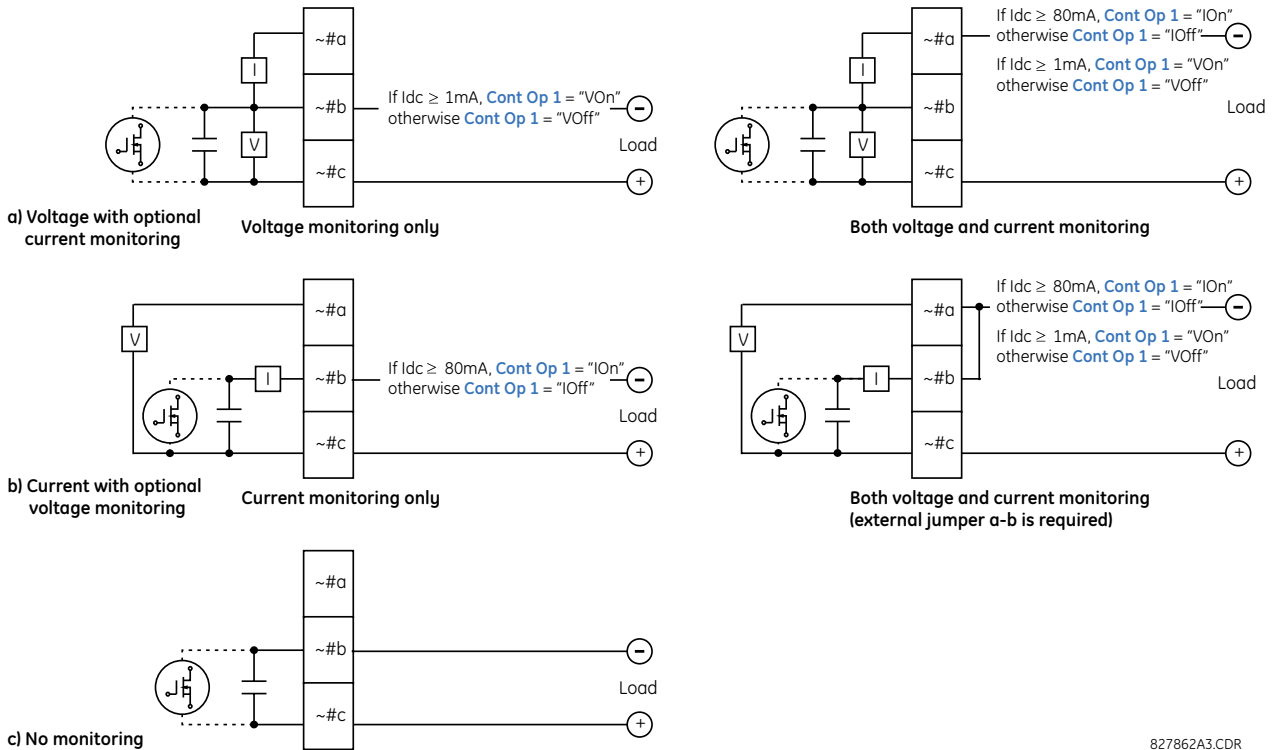 ~#a
I
~#b
V
~#c
If Idc ≥ 1mA, Cont Op 1 = "VOn"
otherwise Cont Op 1 = "VOff"
−
Load
+
a) Voltage with optional
current monitoring
Voltage monitoring only
~#a
I
~#b
V
~#c
If Idc ≥ 80mA, Cont Op 1 = "IOn"
otherwise Cont Op 1 = "IOff"
−
If Idc ≥ 1mA, Cont Op 1 = "VOn"
otherwise Cont Op 1 = "VOff"
Load
+
Both voltage and current monitoring
~#a
V
I
~#b
~#c
If Idc ≥ 80mA, Cont Op 1 = "IOn"
otherwise Cont Op 1 = "IOff"
−
Load
+
b) Current with optional
voltage monitoring
Current monitoring only
~#a
V
I
~#b
~#c
If Idc ≥ 80mA, Cont Op 1 = "IOn"
otherwise Cont Op 1 = "IOff"
−
If Idc ≥ 1mA, Cont Op 1 = "VOn"
otherwise Cont Op 1 = "VOff"
Load
+
Both voltage and current monitoring
(external jumper a-b is required)
~#a
~#b
~#c
−
Load
+
c) No monitoring
827862A3.CDR